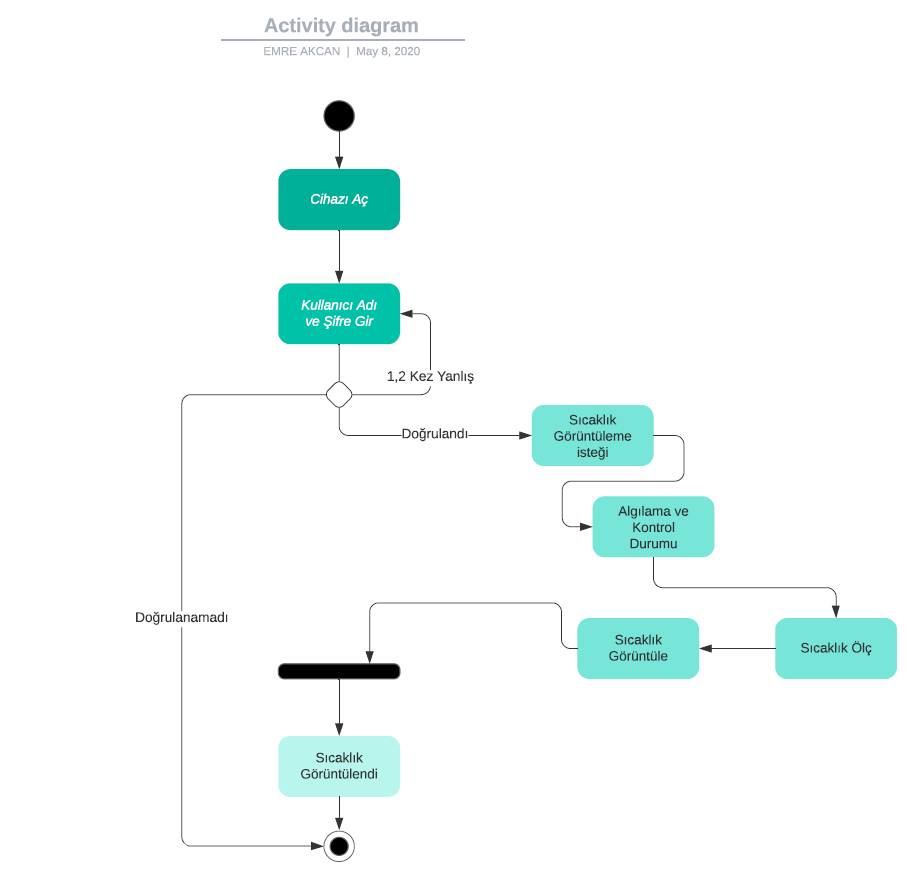 Activity diagram
EMRE AKCAN | May 8, 2020
Cihazı Aç
Kullanıcı Adı
ve Şifre Gir
1,2 Kez Yanlış
Doğrulandı
Sıcaklık
Görüntüleme
isteği
Algılama ve
Kontrol
Durumu
Doğrulanamadı
Sıcaklık
Görüntüle
Sıcaklık Ölç
Sıcaklık
Görüntülendi